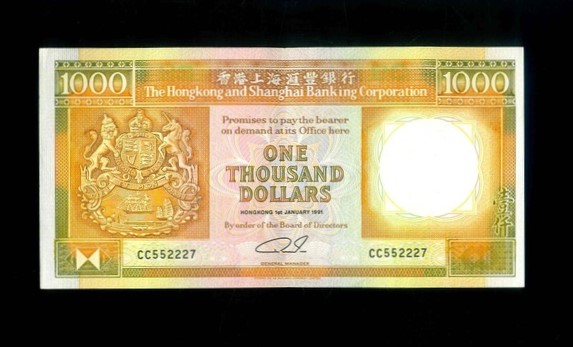 1000
香港上海滙豐銀行
1000
The Hongkong and Shanghai Banking Corporation
Promises to pay the bearer
on demand at its Office here
ONE
THOUSAND
DOLLARS
HONGKONG 1st JANUARY 1991
By order of the Board of Directors
CC552227
CC552227
GENERAL MANAGER